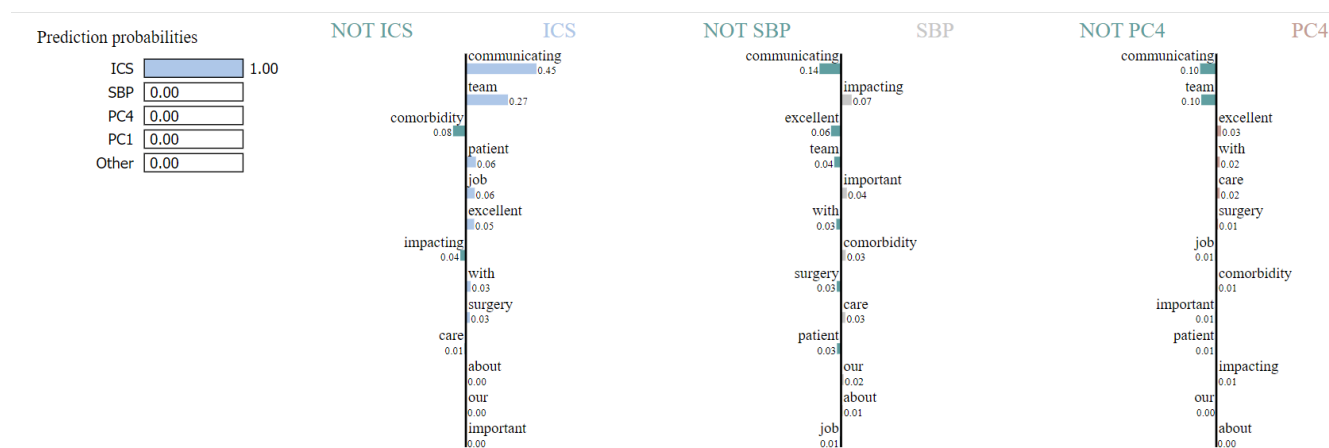 Prediction probabilities
ICS 1.00
SBP 0.00
PC4 0.00
PC1 0.00
Other 0.00
NOT ICS ICS
communicating
0.45
team
0.27
comorbidity
0.08
patient
0.06
job
0.06
excellent
0.05
impacting
0.04
with
0.03
surgery
0.03
care
0.01
about
0.00
our
0.00
important
0.00
NOT SBP SBP
communicating
0.14
impacting
0.07
excellent
0.06
team
0.04
important
0.04
with
0.03
comorbidity
0.03
surgery
0.03
care
0.03
patient
0.03
our
0.02
about
0.01
job
0.01
NOT PC4 PC4
communicating
0.10
team
0.10
excellent
0.03
with
0.02
care
0.02
surgery
0.01
job
0.01
comorbidity
0.01
important
0.01
patient
0.01
impacting
0.01
our
0.00
about
0.00